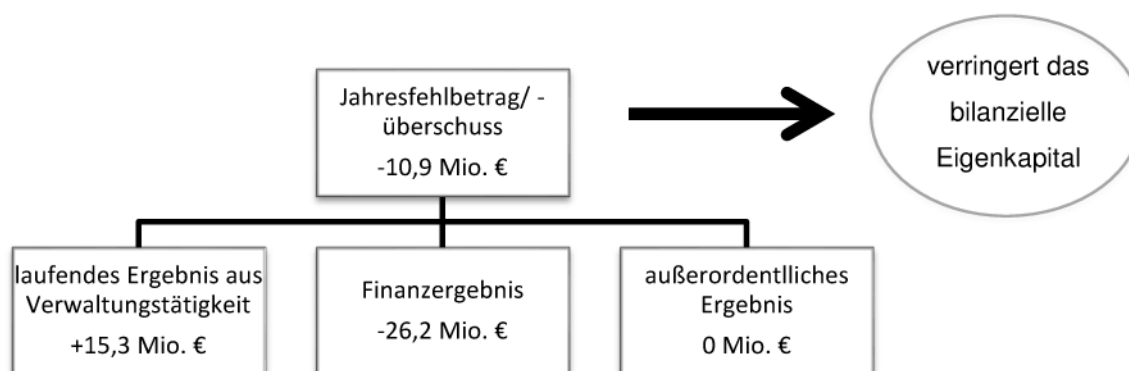 Jahresfehlbetrag/ -
überschuss
-10,9 Mio. €
verringert das
bilanzielle
Eigenkapital
laufendes Ergebnis aus
Verwaltungstätigkeit
+15,3 Mio. €
Finanzergebnis
-26,2 Mio. €
außerordentlliches
Ergebnis
0 Mio. €